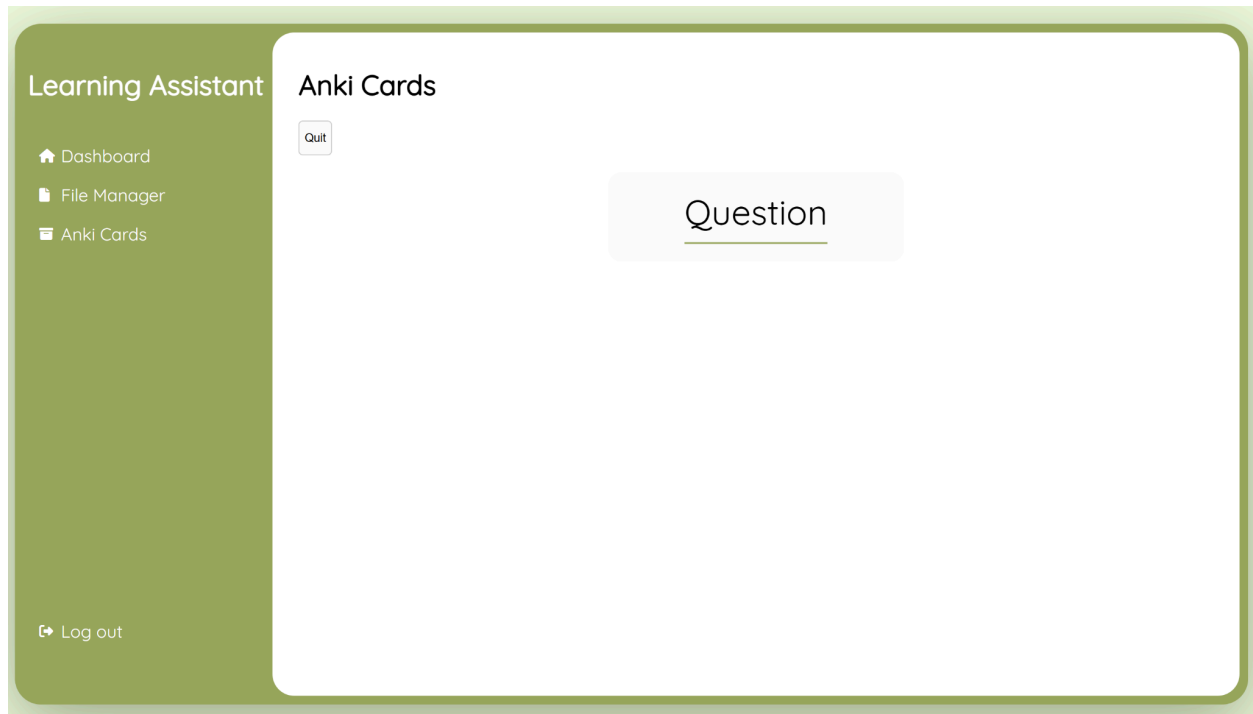 Learning Assistant
Dashboard
File Manager
Anki Cards
Log out
Anki Cards
Quit
Question